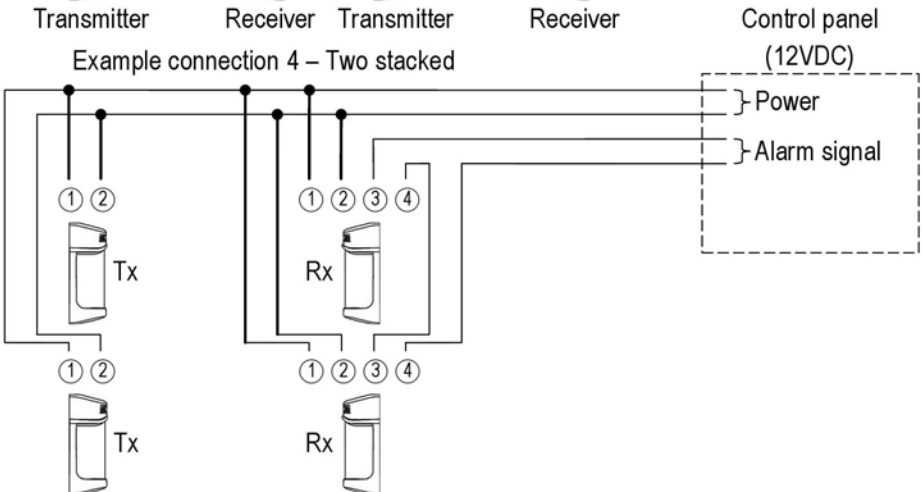 Transmitter Receiver Transmitter Receiver Control panel
(12VDC)
Example connection 4 – Two stacked
Power
Alarm signal
① ② ① ② ③ ④
Tx Rx
① ② ① ② ③ ④
Tx Rx